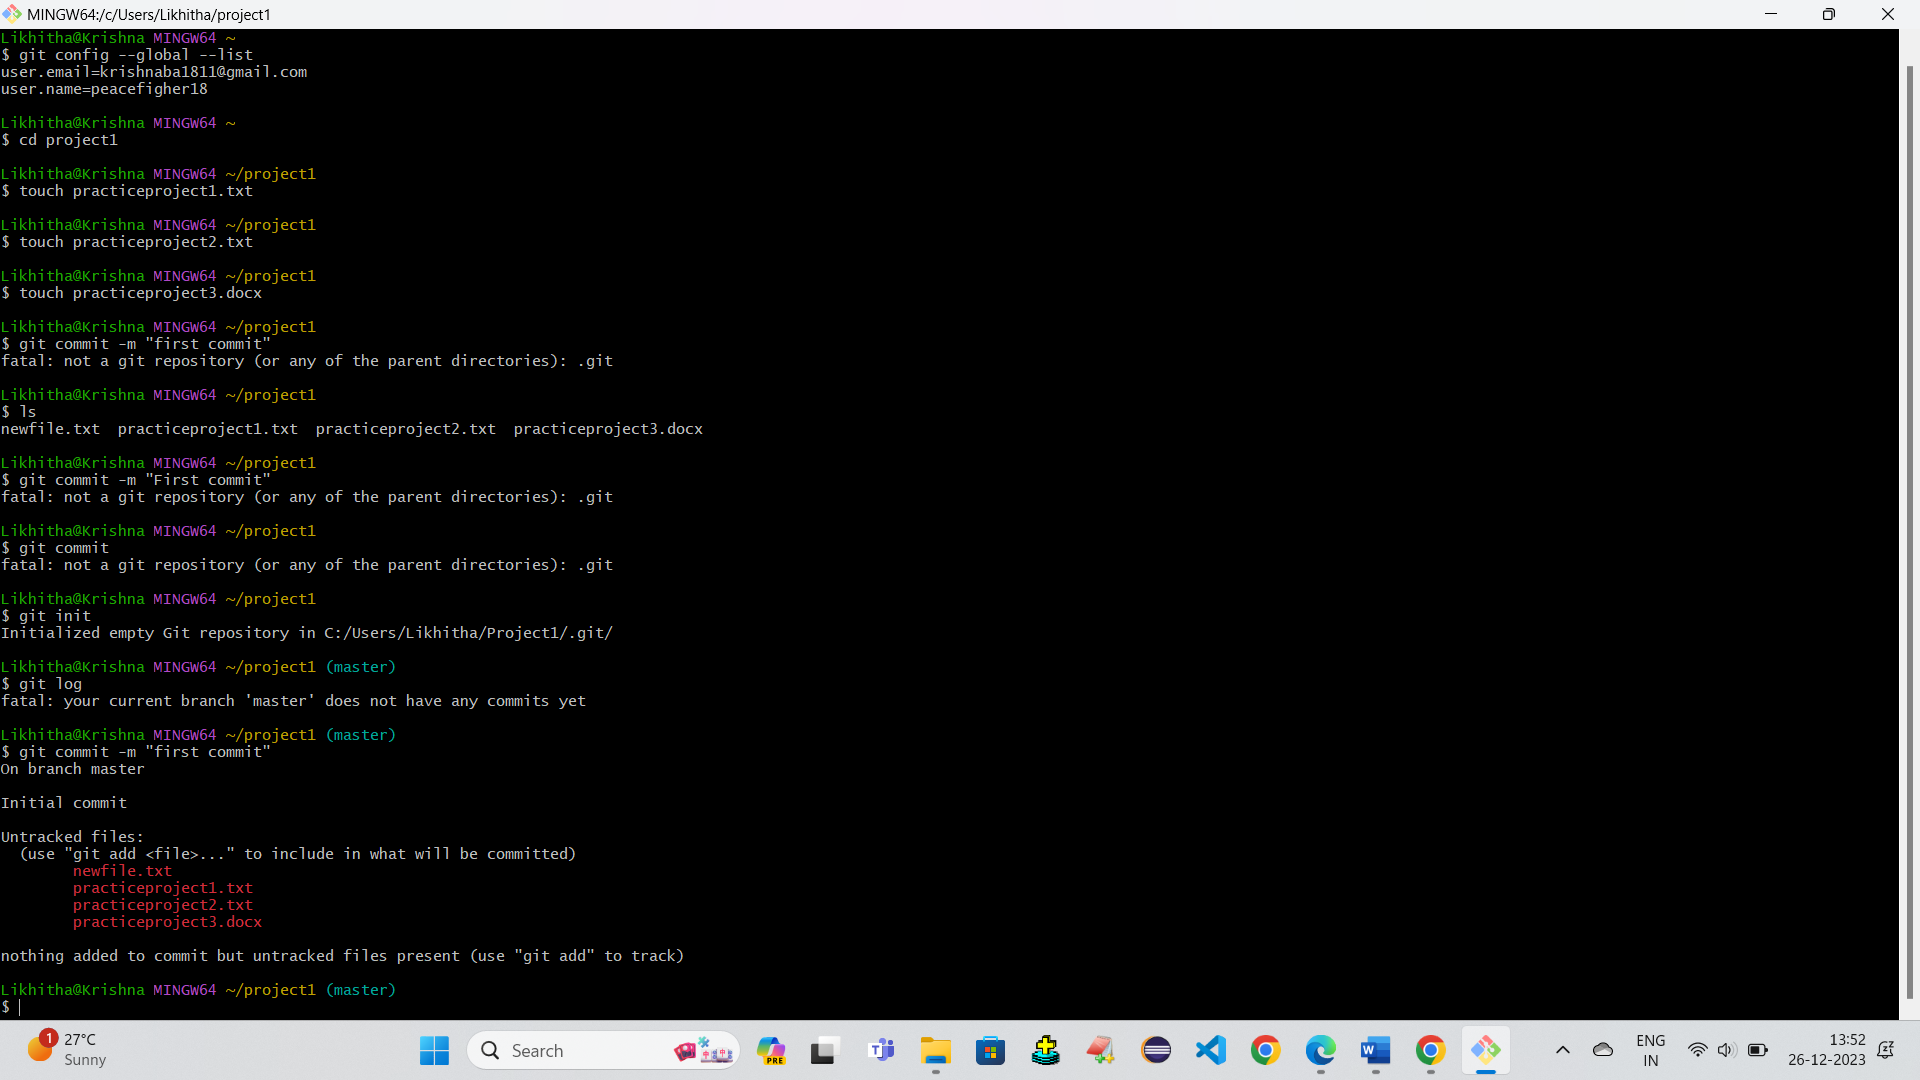 MINGW64:/c/Users/Likhitha/project1
Likhitha@Krishna MINGW64 ~
$ git config --global --list
user.email=krishnaba1811@gmail.com
user.name=peacefigher18
Likhitha@Krishna MINGW64 ~
$ cd project1
Likhitha@Krishna MINGW64 ~/project1
$ touch practiceproject1.txt
Likhitha@Krishna MINGW64 ~/project1
$ touch practiceproject2.txt
Likhitha@Krishna MINGW64 ~/project1
$ touch practiceproject3.docx
Likhitha@Krishna MINGW64 ~/project1
$ git commit -m "first commit"
fatal: not a git repository (or any of the parent directories): .git
Likhitha@Krishna MINGW64 ~/project1
$ ls
newfile.txt  practiceproject1.txt  practiceproject2.txt  practiceproject3.docx
Likhitha@Krishna MINGW64 ~/project1
$ git commit -m "First commit"
fatal: not a git repository (or any of the parent directories): .git
Likhitha@Krishna MINGW64 ~/project1
$ git commit
fatal: not a git repository (or any of the parent directories): .git
Likhitha@Krishna MINGW64 ~/project1
$ git init
Initialized empty Git repository in C:/Users/Likhitha/Project1/.git/
Likhitha@Krishna MINGW64 ~/project1 (master)
$ git log
fatal: your current branch 'master' does not have any commits yet
Likhitha@Krishna MINGW64 ~/project1 (master)
$ git commit -m "first commit"
On branch master
Initial commit
Untracked files:
  (use "git add <file>..." to include in what will be committed)
        newfile.txt
        practiceproject1.txt
        practiceproject2.txt
        practiceproject3.docx
nothing added to commit but untracked files present (use "git add" to track)
Likhitha@Krishna MINGW64 ~/project1 (master)
$
1
27°C
Sunny
Search
PRE
T
W
ENG
IN
13:52
26-12-2023